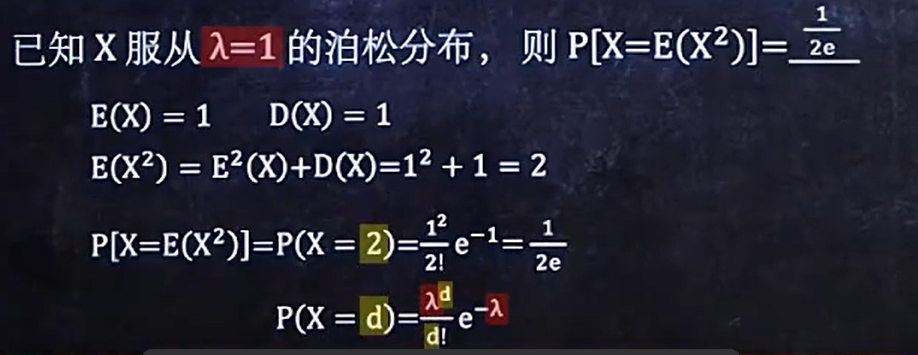 已知 X 服从 λ=1 的泊松分布， 则 P[X=E(X²)]= 1/2e
E(X) = 1 D(X) = 1
E(X²) = E²(X)+D(X)=1² + 1 = 2
P[X=E(X²)]=P(X = 2)=1²/2! e⁻¹= 1/2e
P(X = d)=λᵈ/d! e^-λ